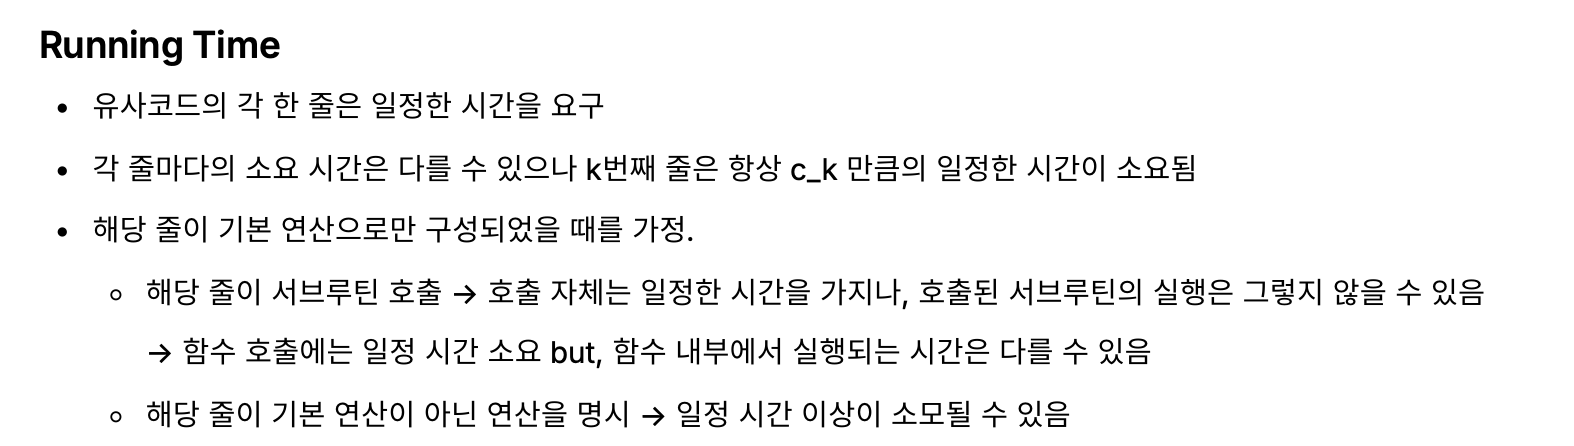 Running Time
• 유사코드의 각 한 줄은 일정한 시간을 요구
• 각 줄마다의 소요 시간은 다를 수 있으나 k번째 줄은 항상 c_k 만큼의 일정한 시간이 소요됨
• 해당 줄이 기본 연산으로만 구성되었을 때를 가정.
◦ 해당 줄이 서브루틴 호출 → 호출 자체는 일정한 시간을 가지나, 호출된 서브루틴의 실행은 그렇지 않을 수 있음
→ 함수 호출에는 일정 시간 소요 but, 함수 내부에서 실행되는 시간은 다를 수 있음
◦ 해당 줄이 기본 연산이 아닌 연산을 명시 → 일정 시간 이상이 소모될 수 있음